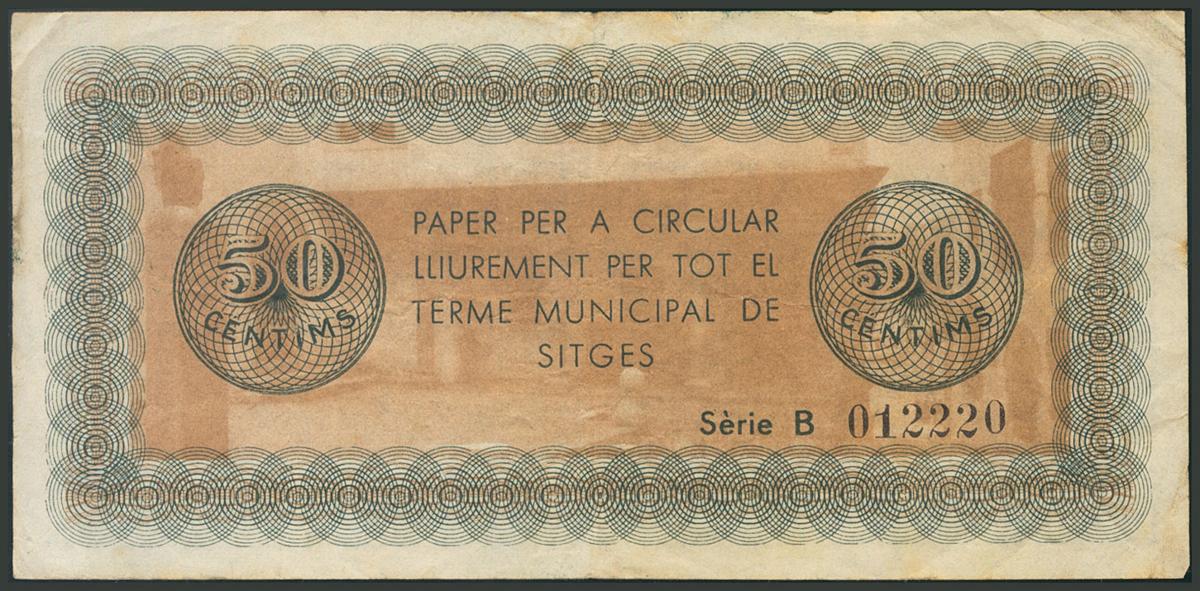 50
CENTIMS
PAPER PER A CIRCULAR
LLIUREMENT PER TOT EL
TERME MUNICIPAL DE
SITGES
50
CENTIMS
Sèrie B 012220